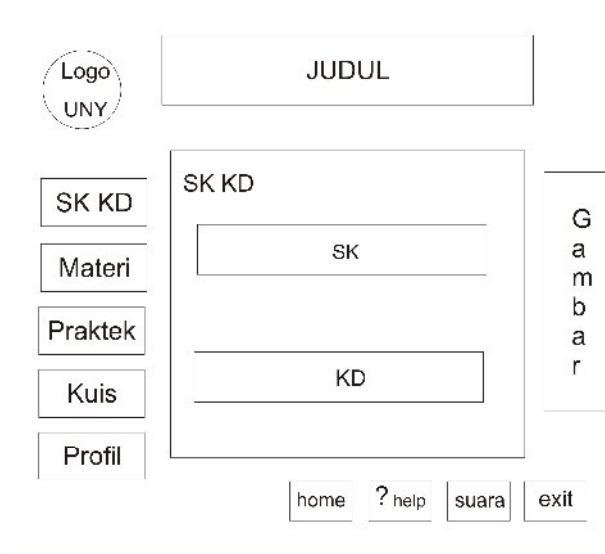 Logo
UNY
JUDUL
SK KD
Materi
Praktek
Kuis
Profil
SK KD
SK
KD
G
a
m
b
a
r
home
? help
suara
exit